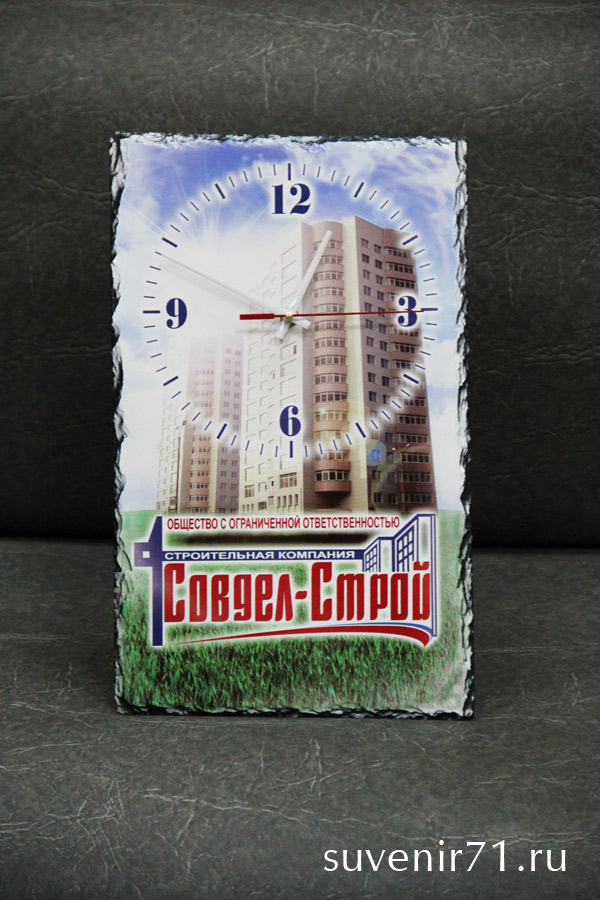 12
9 3
6
ОБЩЕСТВО С ОГРАНИЧЕННОЙ ОТВЕТСТВЕННОСТЬЮ
СТРОИТЕЛЬНАЯ КОМПАНИЯ
Совдел-Строй
suvenir71.ru